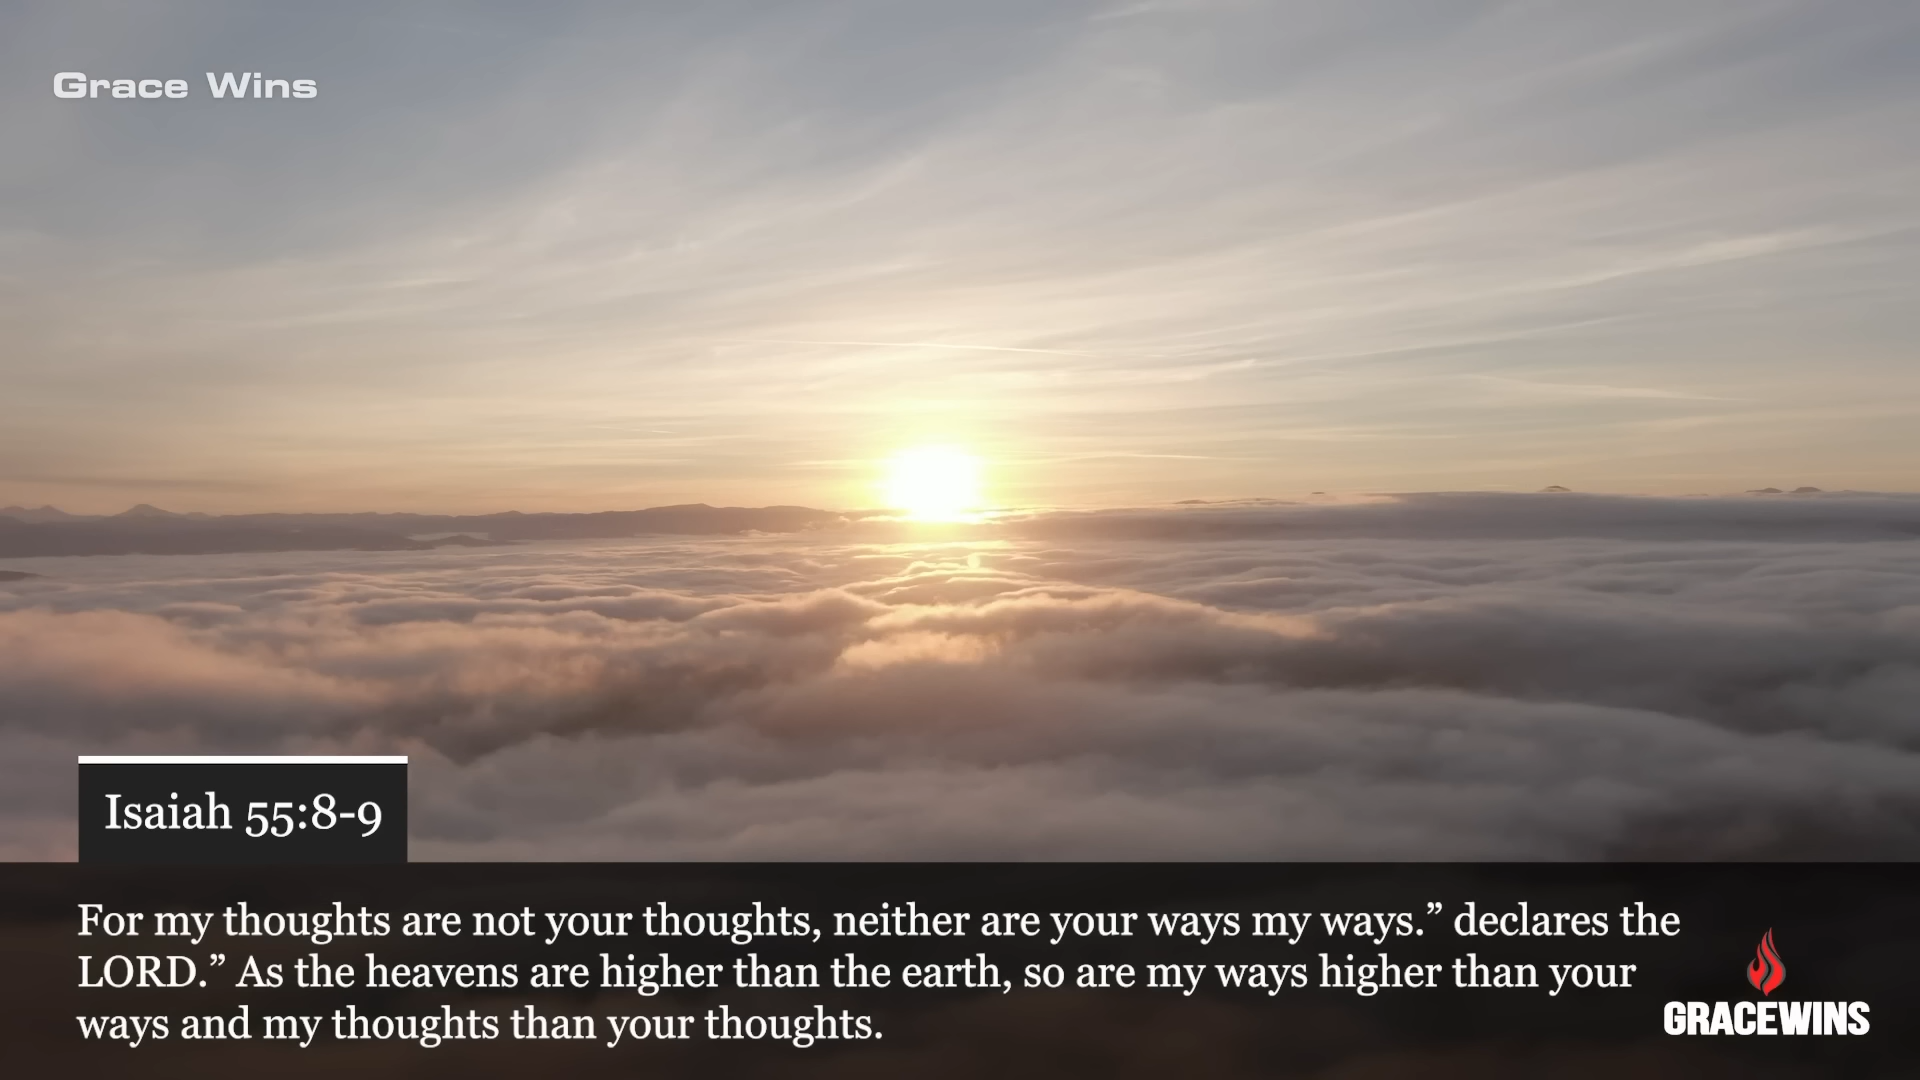 Grace Wins
Isaiah 55:8-9
For my thoughts are not your thoughts, neither are your ways my ways.” declares the
LORD.” As the heavens are higher than the earth, so are my ways higher than your
ways and my thoughts than your thoughts.
GRACEWINS